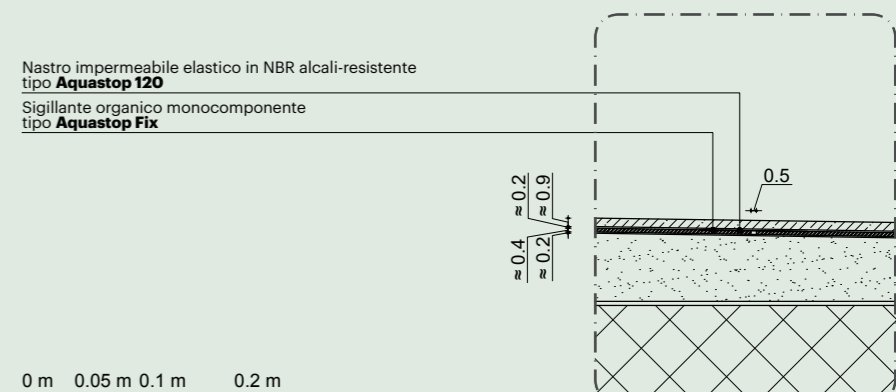 Nastro impermeabile elastico in NBR alcali-resistente
tipo Aquastop 120
Sigillante organico monocomponente
tipo Aquastop Fix
0.5
≈ 0.2
≈ 0.9
≈ 0.4
≈ 0.2
0 m 0.05 m 0.1 m 0.2 m